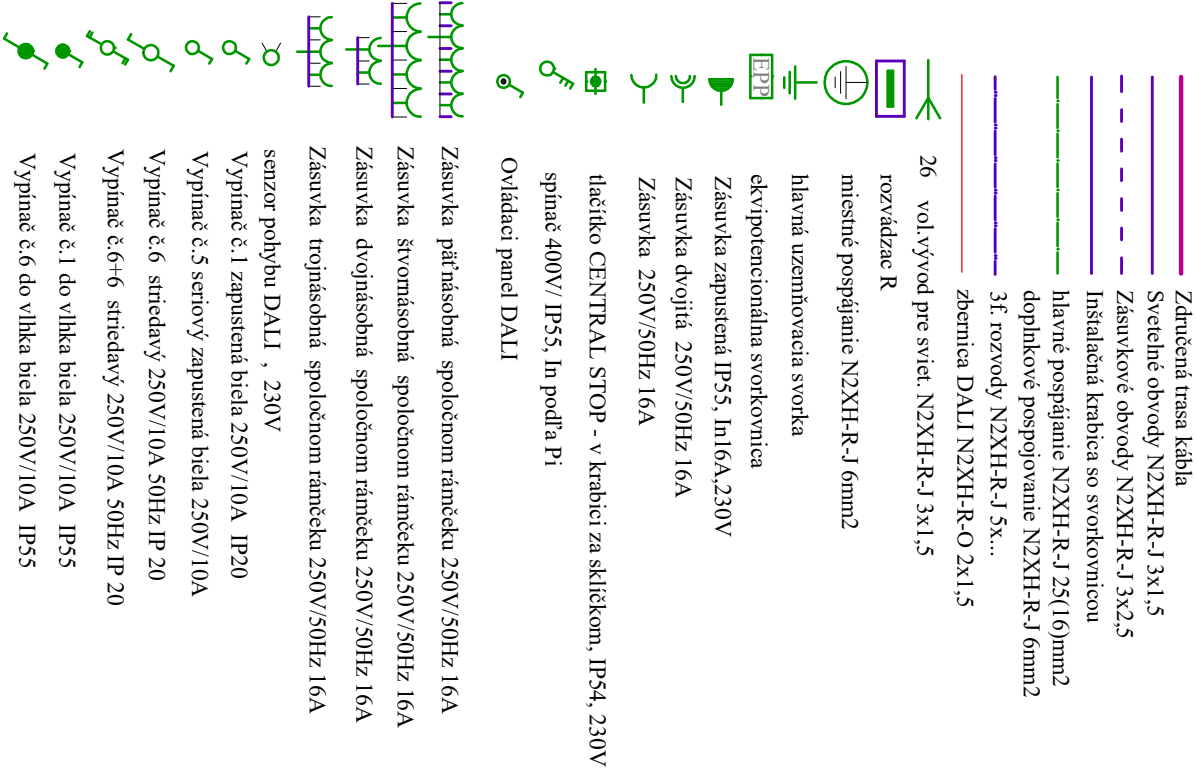 Združená trasa kábla
Svetelné obvody N2XH-R-J 3x1,5
Zásuvkové obvody N2XH-R-J 3x2,5
Inštalačná krabica so svorkovnicou
hlavné pospájanie N2XH-R-J 25(16)mm2
doplnkové pospojovanie N2XH-R-J 6mm2
3f. rozvody N2XH-R-J 5x...
zbernica DALI N2XH-R-O 2x1,5
26 vol.vývod pre sviet. N2XH-R-J 3x1,5
rozvádzac R
miestné pospájanie N2XH-R-J 6mm2
hlavná uzemňovacia svorka
EPP ekvipotencionálna svorkovnica
Zásuvka zapustená IP55, In16A,230V
Zásuvka dvojitá 250V/50Hz 16A
Zásuvka 250V/50Hz 16A
tlačítko CENTRAL STOP - v krabici za sklíčkom, IP54, 230V
spínač 400V/ IP55, In podľa Pi
Ovládaci panel DALI
Zásuvka päťnásobná spoločnom rámčeku 250V/50Hz 16A
Zásuvka štvornásobná spoločnom rámčeku 250V/50Hz 16A
Zásuvka dvojnásobná spoločnom rámčeku 250V/50Hz 16A
Zásuvka trojnásobná spoločnom rámčeku 250V/50Hz 16A
senzor pohybu DALI , 230V
Vypínač č.1 zapustená biela 250V/10A IP20
Vypínač č.5 seriový zapustená biela 250V/10A
Vypínač č.6 striedavý 250V/10A 50Hz IP 20
Vypínač č.6+6 striedavý 250V/10A 50Hz IP 20
Vypínač č.1 do vlhka biela 250V/10A IP55
Vypínač č.6 do vlhka biela 250V/10A IP55